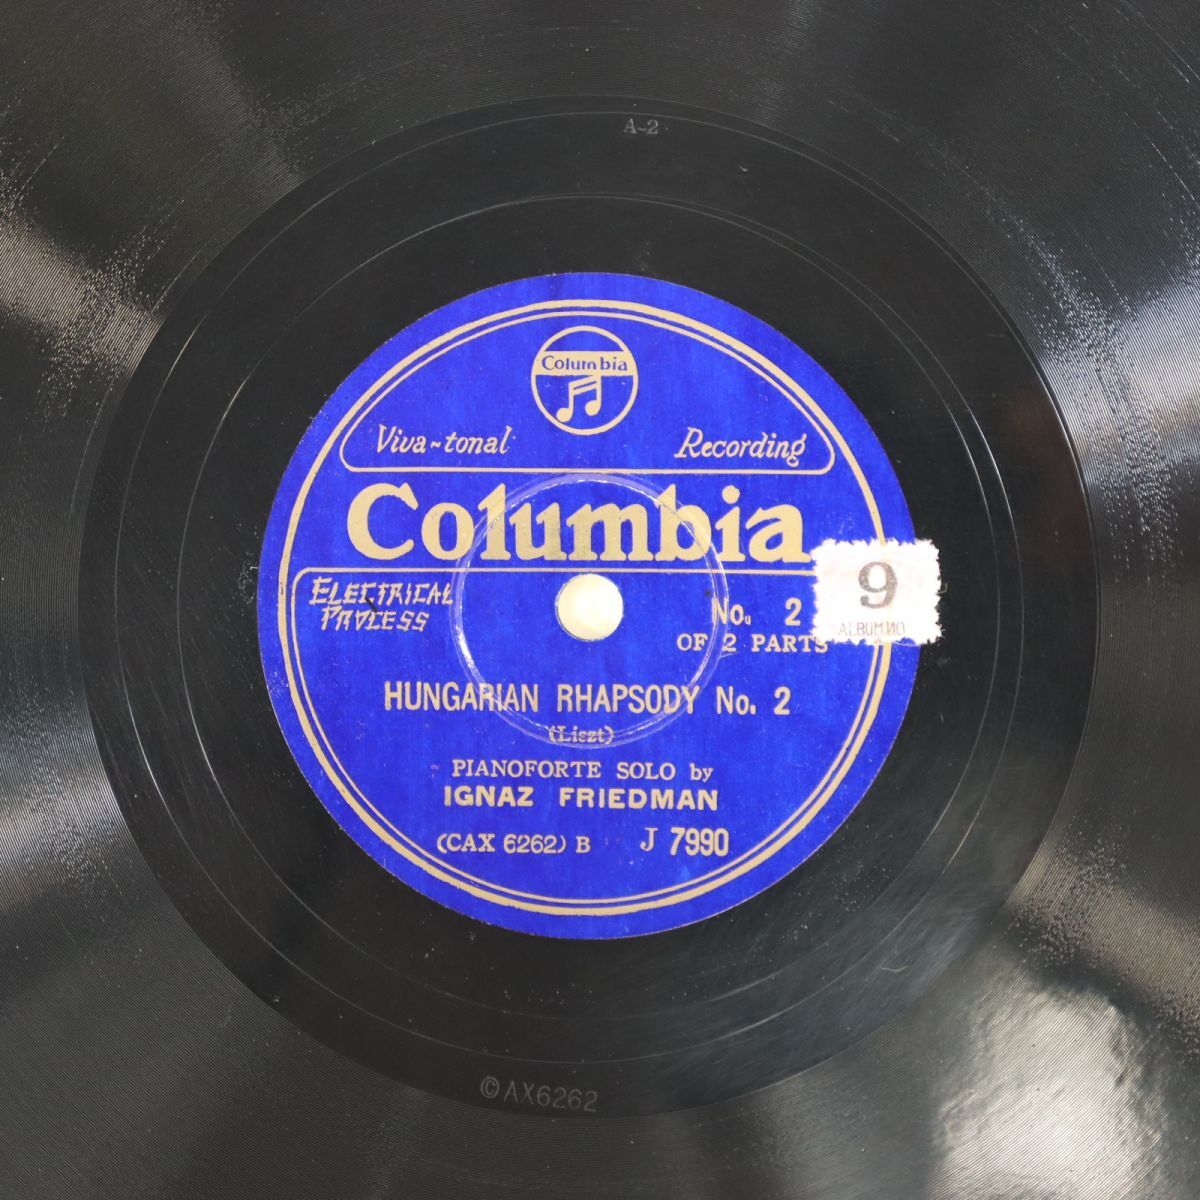 A-2
Columbia
Viva-tonal Recording
Columbia
ELECTRICAL
PROCESS
No. 2
OF 2 PARTS
9
ALBUM NO
HUNGARIAN RHAPSODY No. 2
(Liszt)
PIANOFORTE SOLO by
IGNAZ FRIEDMAN
(CAX 6262) B J 7990
©AX6262